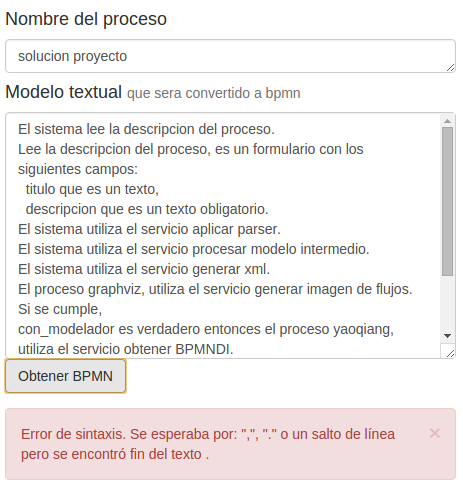 Nombre del proceso
solucion proyecto
Modelo textual que sera convertido a bpmn
El sistema lee la descripcion del proceso.
Lee la descripcion del proceso, es un formulario con los
siguientes campos:
titulo que es un texto,
descripcion que es un texto obligatorio.
El sistema utiliza el servicio aplicar parser.
El sistema utiliza el servicio procesar modelo intermedio.
El sistema utiliza el servicio generar xml.
El proceso graphviz, utiliza el servicio generar imagen de flujos.
Si se cumple,
con_modelador es verdadero entonces el proceso yaoqiang,
utiliza el servicio obtener BPMNDI.
Obtener BPMN
Error de sintaxis. Se esperaba por: ",", "." o un salto de línea
pero se encontró fin del texto .
×